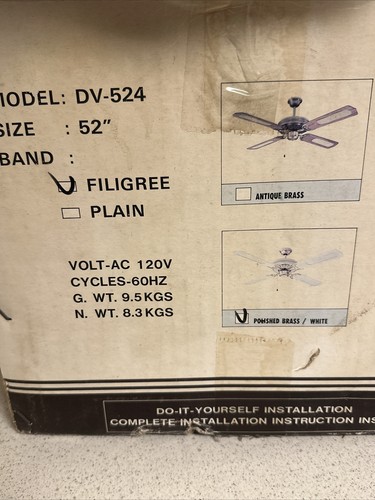 MODEL: DV-524
SIZE : 52"
BAND :
FILIGREE
PLAIN
ANTIQUE BRASS
VOLT-AC 120V
CYCLES-60HZ
G. WT. 9.5KGS
N. WT. 8.3KGS
POLISHED BRASS / WHITE
DO-IT-YOURSELF INSTALLATION
COMPLETE INSTALLATION INSTRUCTION INS